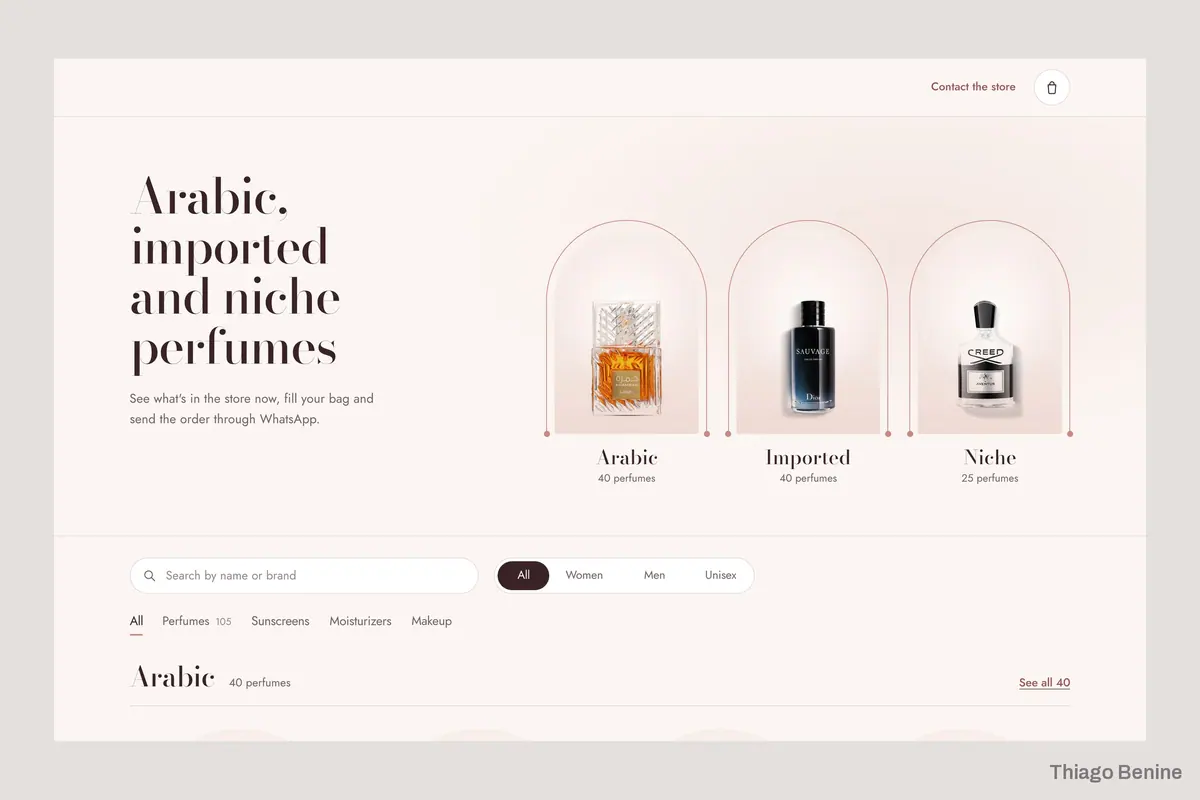 Contact the store
Arabic,
imported
and niche
perfumes
See what's in the store now, fill your bag and
send the order through WhatsApp.
SAUVAGE
Dior
CREED
AVENTUS
Arabic
40 perfumes
Imported
40 perfumes
Niche
25 perfumes
Search by name or brand
All
Women
Men
Unisex
All
Perfumes 105
Sunscreens
Moisturizers
Makeup
Arabic 40 perfumes
See all 40
Thiago Benine